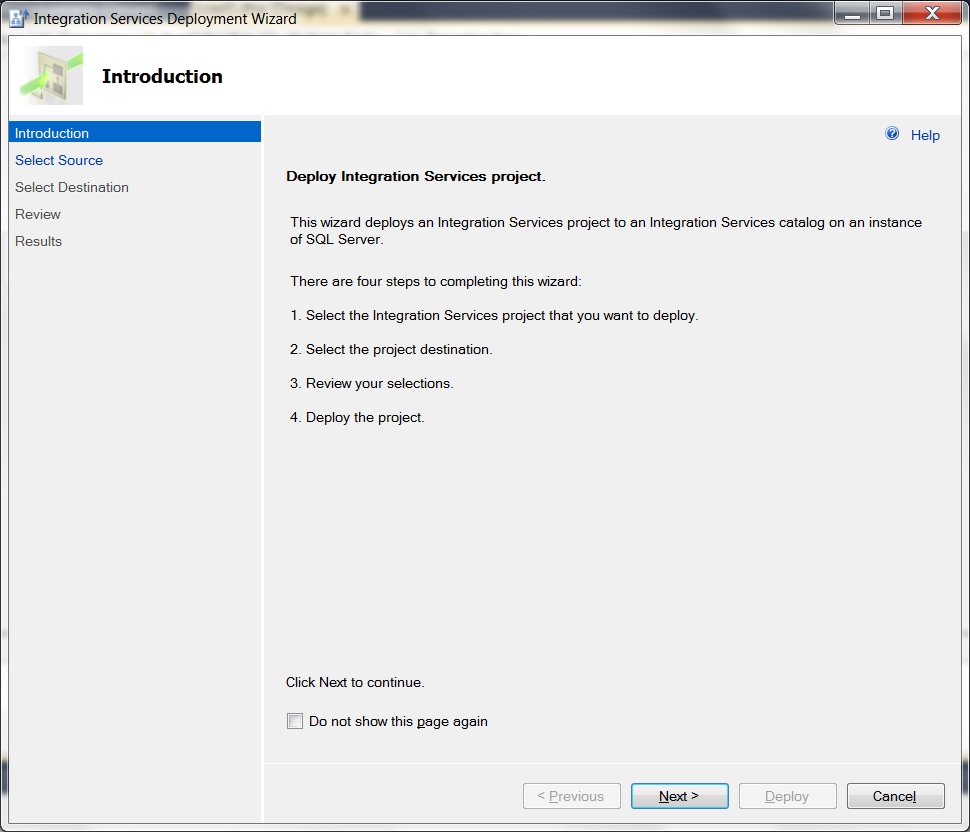 Integration Services Deployment Wizard
Introduction
Introduction
Select Source
Select Destination
Review
Results
Help
Deploy Integration Services project.
This wizard deploys an Integration Services project to an Integration Services catalog on an instance
of SQL Server.
There are four steps to completing this wizard:
1. Select the Integration Services project that you want to deploy.
2. Select the project destination.
3. Review your selections.
4. Deploy the project.
Click Next to continue.
Do not show this page again
< Previous
Next >
Deploy
Cancel